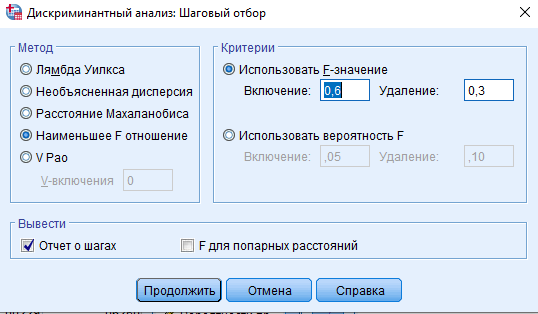 Дискриминантный анализ: Шаговый отбор
Метод
Лямбда Уилкса
Необъясненная дисперсия
Расстояние Махаланобиса
Наименьшее F отношение
V Рао
V-включения 0
Критерии
Использовать F-значение
Включение: 0,6 Удаление: 0,3
Использовать вероятность F
Включение: ,05 Удаление: ,10
Вывести
Отчет о шагах F для попарных расстояний
Продолжить Отмена Справка